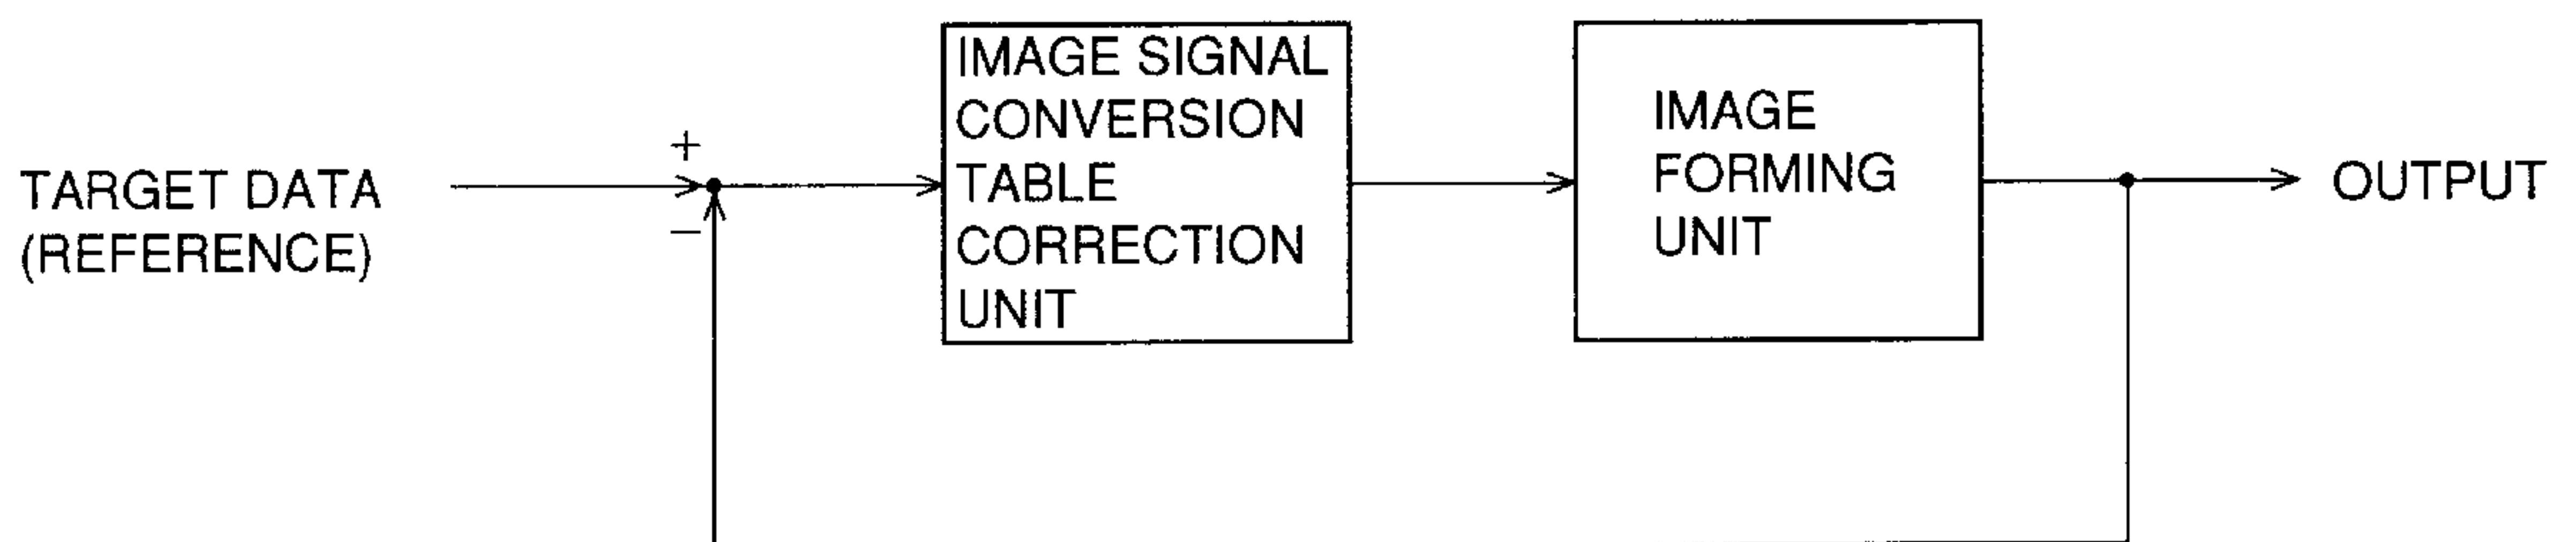 TARGET DATA
(REFERENCE)
+
−
IMAGE SIGNAL
CONVERSION
TABLE
CORRECTION
UNIT
IMAGE
FORMING
UNIT
OUTPUT